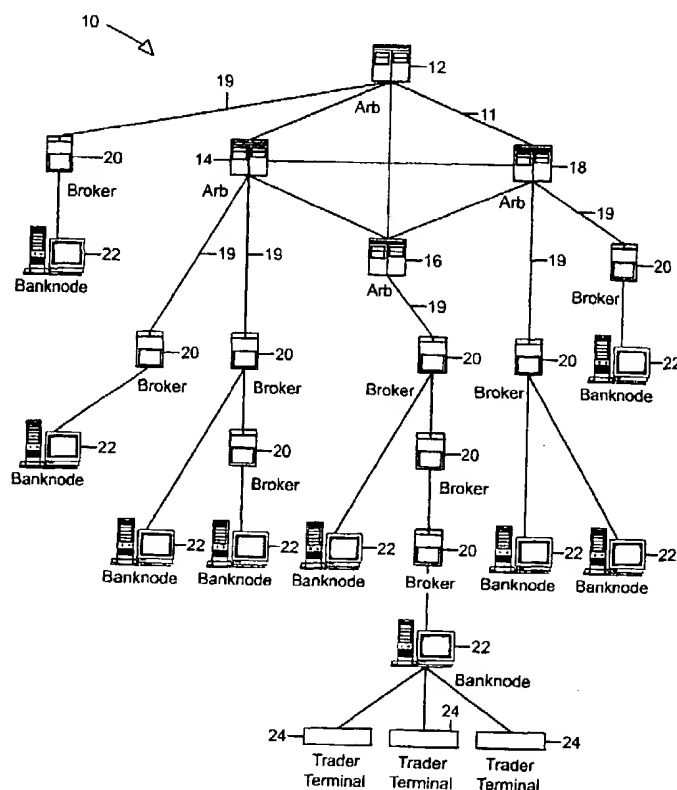 10
12
19
Arb
11
20
14
18
Broker
Arb
Arb
19
22
19
19
16
19
20
Banknode
Arb
Broker
19
20
20
20
20
22
Broker
Broker
Broker
Broker
Banknode
22
20
20
Banknode
Broker
Broker
22
22
22
20
22
22
Banknode
Banknode
Banknode
Broker
Banknode
Banknode
22
Banknode
24
24
24
Trader
Terminal
Trader
Terminal
Trader
Terminal